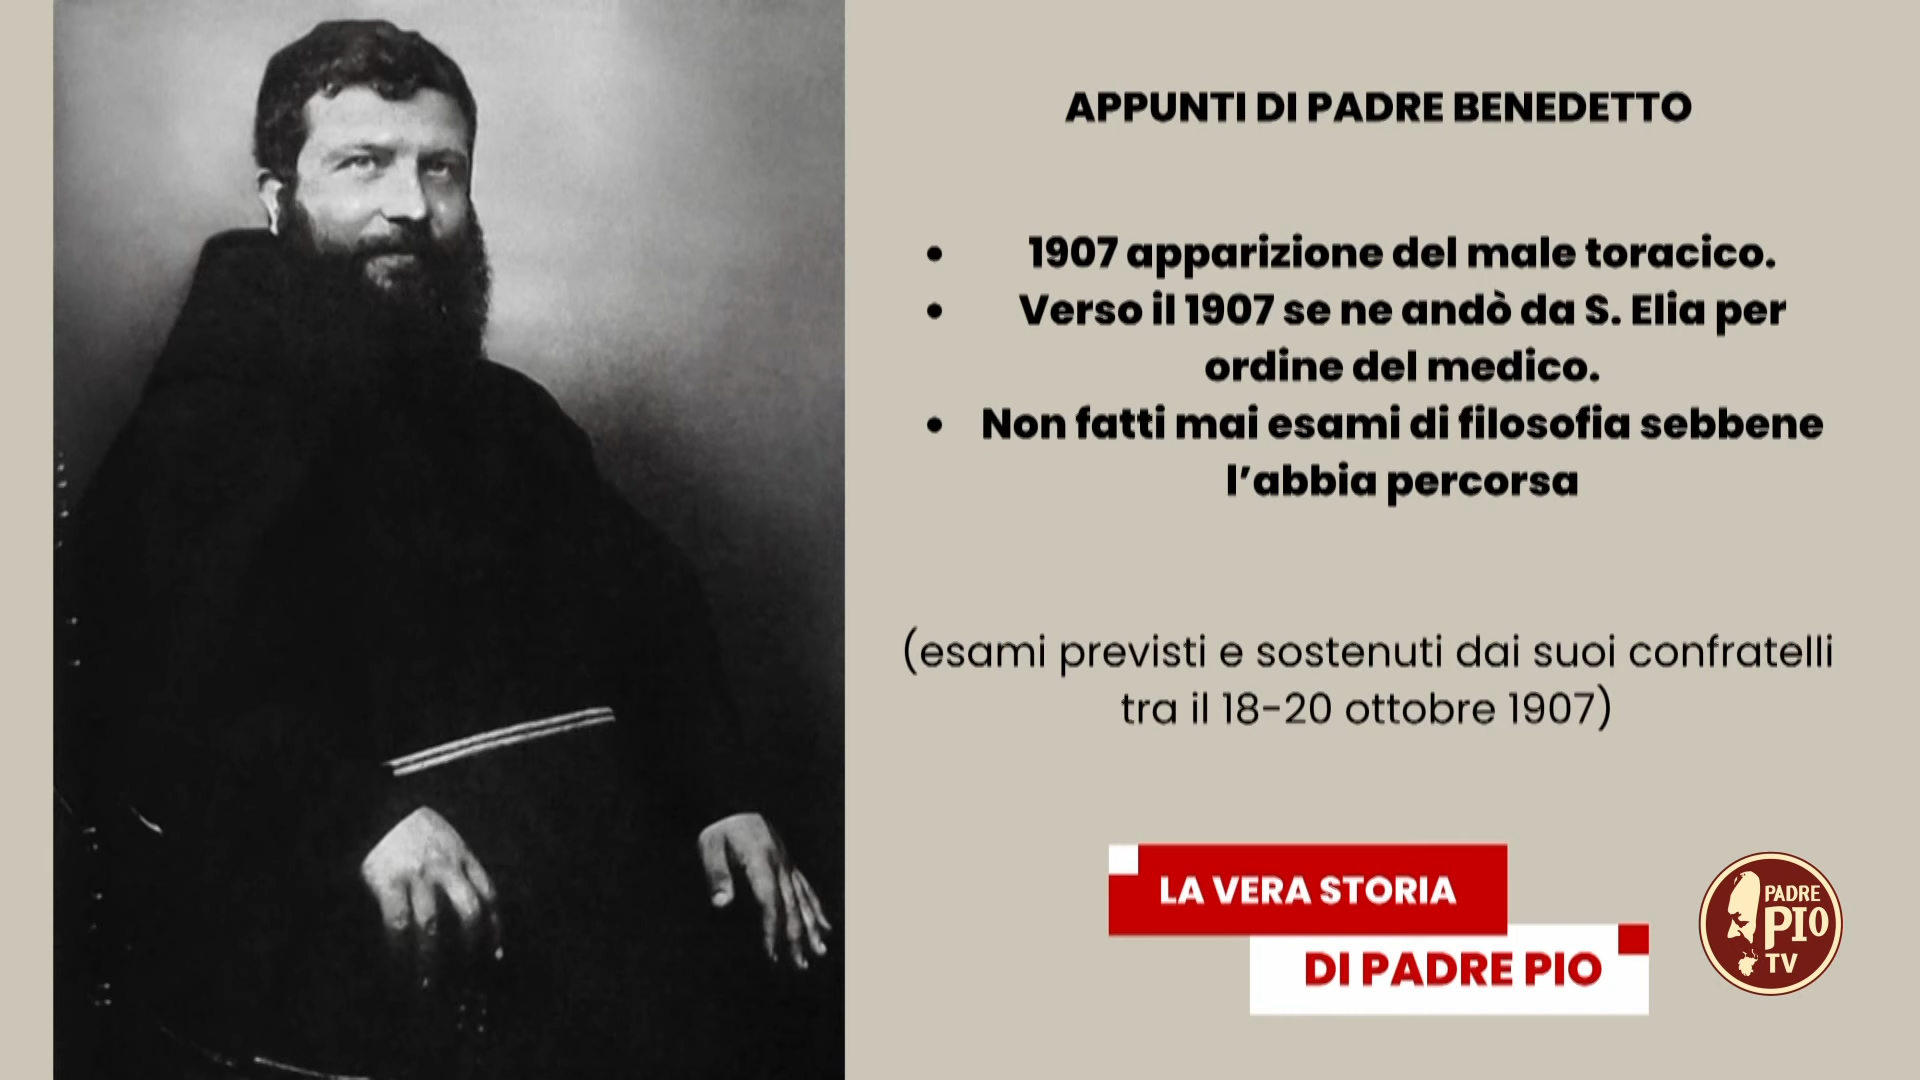 APPUNTI DI PADRE BENEDETTO
• 1907 apparizione del male toracico.
• Verso il 1907 se ne andò da S. Elia per
ordine del medico.
• Non fatti mai esami di filosofia sebbene
l’abbia percorsa
(esami previsti e sostenuti dai suoi confratelli
tra il 18-20 ottobre 1907)
LA VERA STORIA
DI PADRE PIO
PADRE
PIO
TV